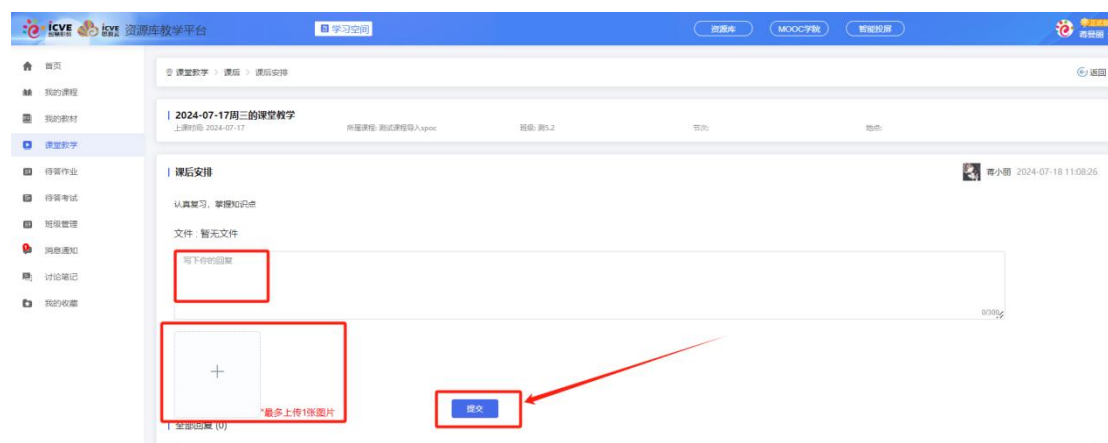 icve 智慧职教 icve 资源库教学平台 学习空间 资源库 MOOC学院 智能投屏
首页
课堂教学 > 课后 > 课后安排 返回
我的课程
我的教材
2024-07-17周三的课堂教学
上课时间: 2024-07-17 所属课程: 测试课程导入spoc 班级: 测5.2 节次: 地点:
课堂教学
待答作业
课后安排 蒋小丽 2024-07-18 11:08:26
待答考试
认真复习，掌握知识点
班级管理
文件 : 暂无文件
消息通知
写下你的回复
讨论笔记
我的收藏
0/300
+
*最多上传1张图片
提交
全部回复 (0)